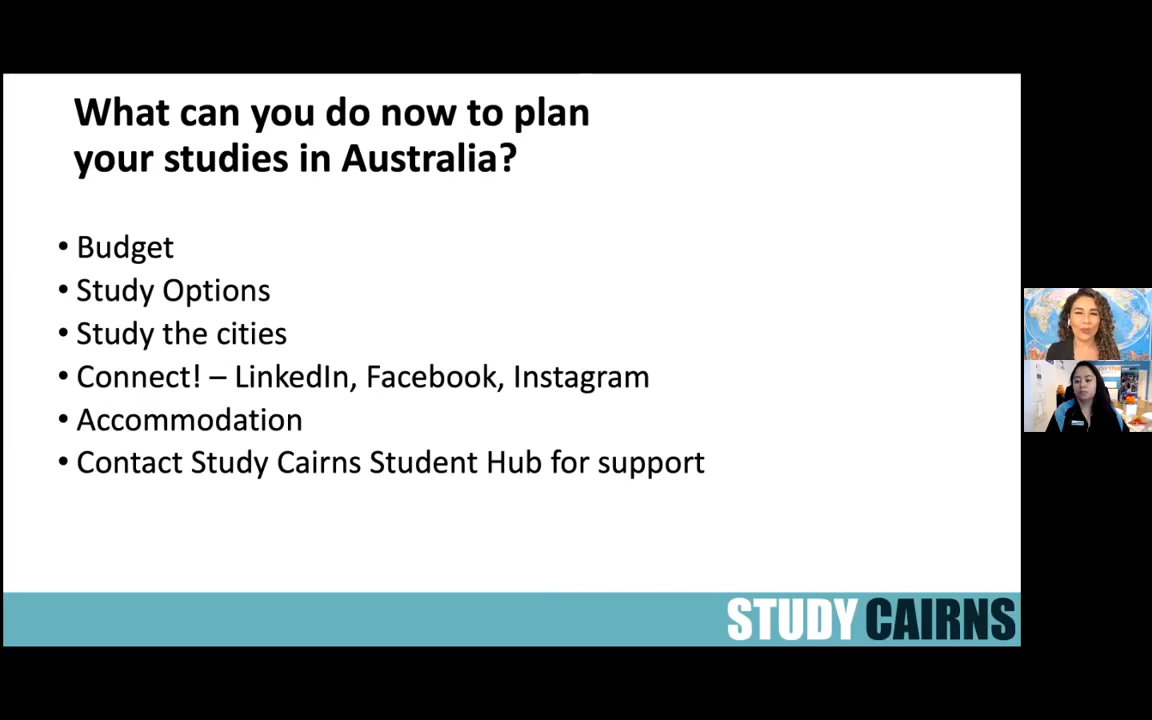 What can you do now to plan
your studies in Australia?
• Budget
• Study Options
• Study the cities
• Connect! – LinkedIn, Facebook, Instagram
• Accommodation
• Contact Study Cairns Student Hub for support
STUDY CAIRNS